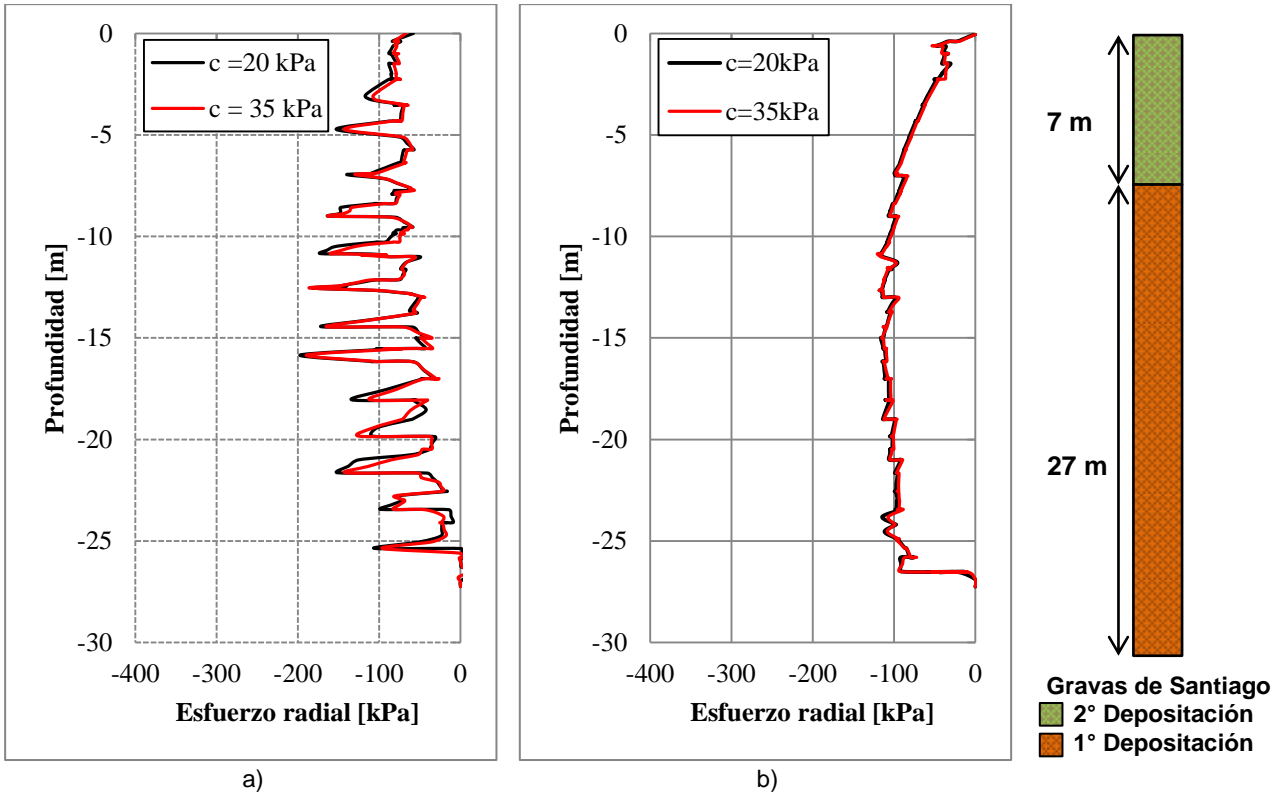 0
-5
-10
-15
-20
-25
-30
Profundidad [m]
c =20 kPa
c = 35 kPa
-400 -300 -200 -100 0
Esfuerzo radial [kPa]
a)
0
-5
-10
-15
-20
-25
-30
Profundidad [m]
c=20kPa
c=35kPa
-400 -300 -200 -100 0
Esfuerzo radial [kPa]
b)
7 m
27 m
Gravas de Santiago
2° Depositación
1° Depositación